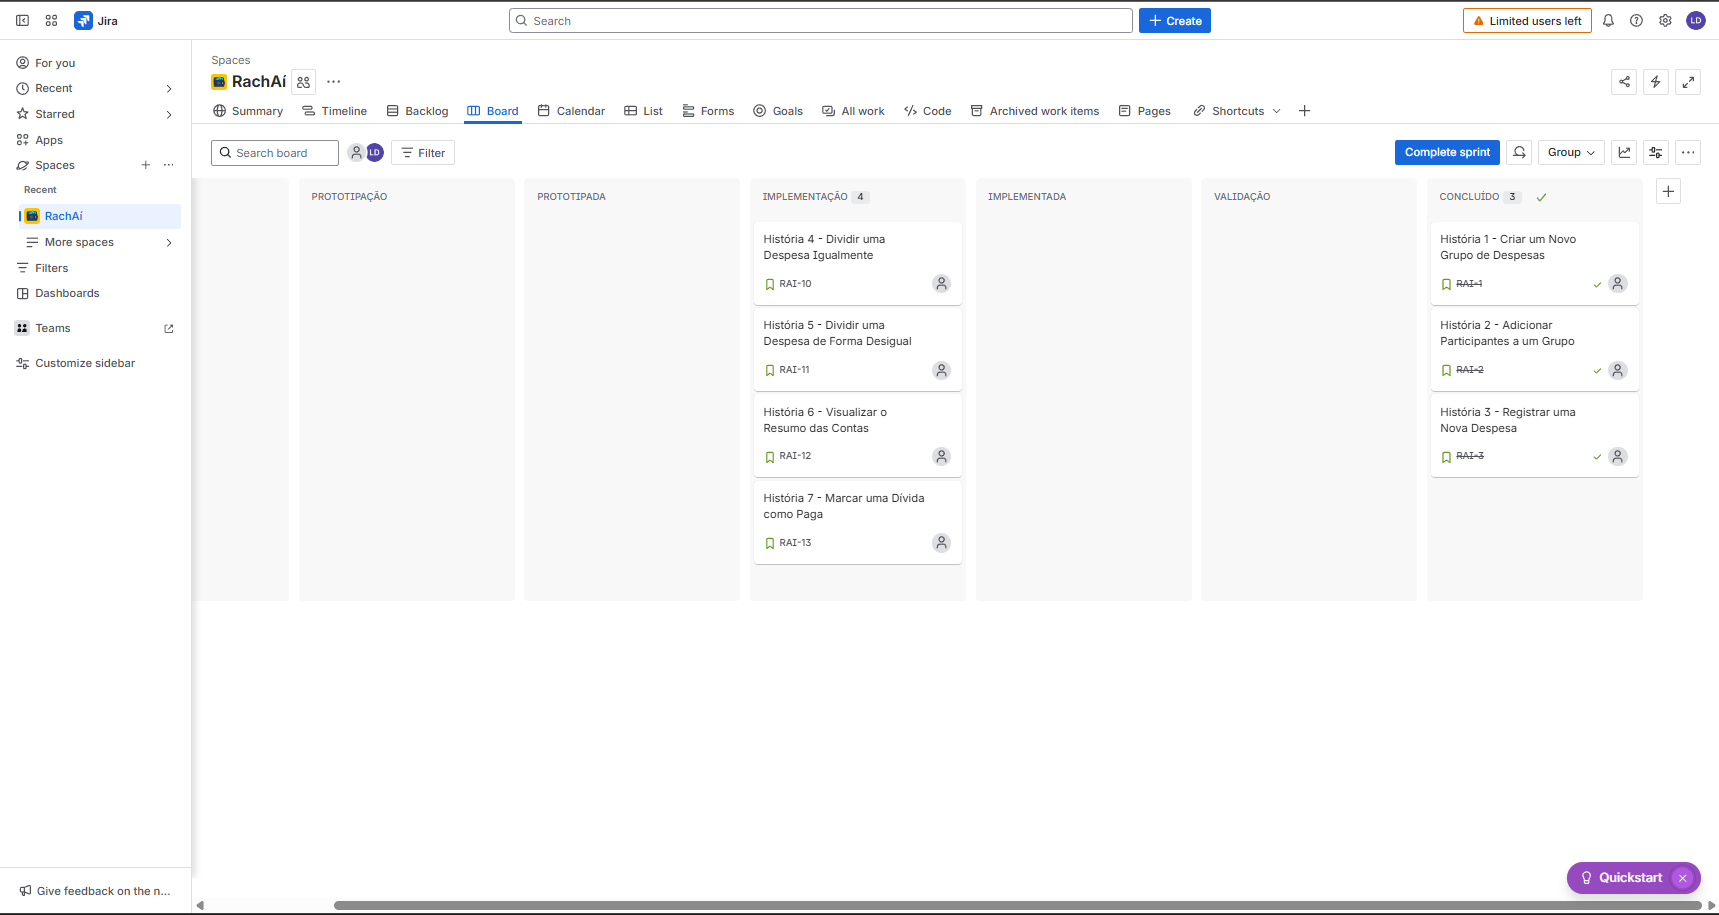 Jira
Search
Create
Limited users left
LD
For you
Recent
Starred
Apps
Spaces
Recent
RachAí
More spaces
Filters
Dashboards
Teams
Customize sidebar
Give feedback on the n...
Spaces
RachAí
Summary
Timeline
Backlog
Board
Calendar
List
Forms
Goals
All work
Code
Archived work items
Pages
Shortcuts
Search board
LD
Filter
Complete sprint
Group
PROTOTIPAÇÃO
PROTOTIPADA
IMPLEMENTAÇÃO 4
História 4 - Dividir uma
Despesa Igualmente
RAI-10
História 5 - Dividir uma
Despesa de Forma Desigual
RAI-11
História 6 - Visualizar o
Resumo das Contas
RAI-12
História 7 - Marcar uma Dívida
como Paga
RAI-13
IMPLEMENTADA
VALIDAÇÃO
CONCLUÍDO 3
História 1 - Criar um Novo
Grupo de Despesas
RAI-1
História 2 - Adicionar
Participantes a um Grupo
RAI-2
História 3 - Registrar uma
Nova Despesa
RAI-3
Quickstart